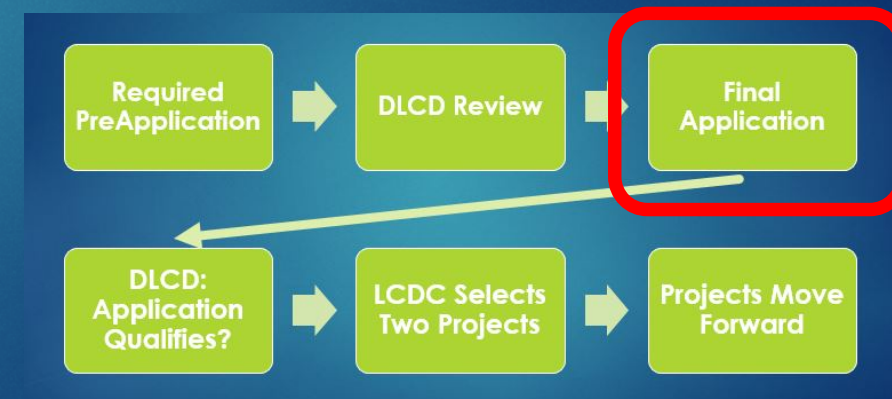 Required
PreApplication
DLCD Review
Final
Application
DLCD:
Application
Qualifies?
LCDC Selects
Two Projects
Projects Move
Forward